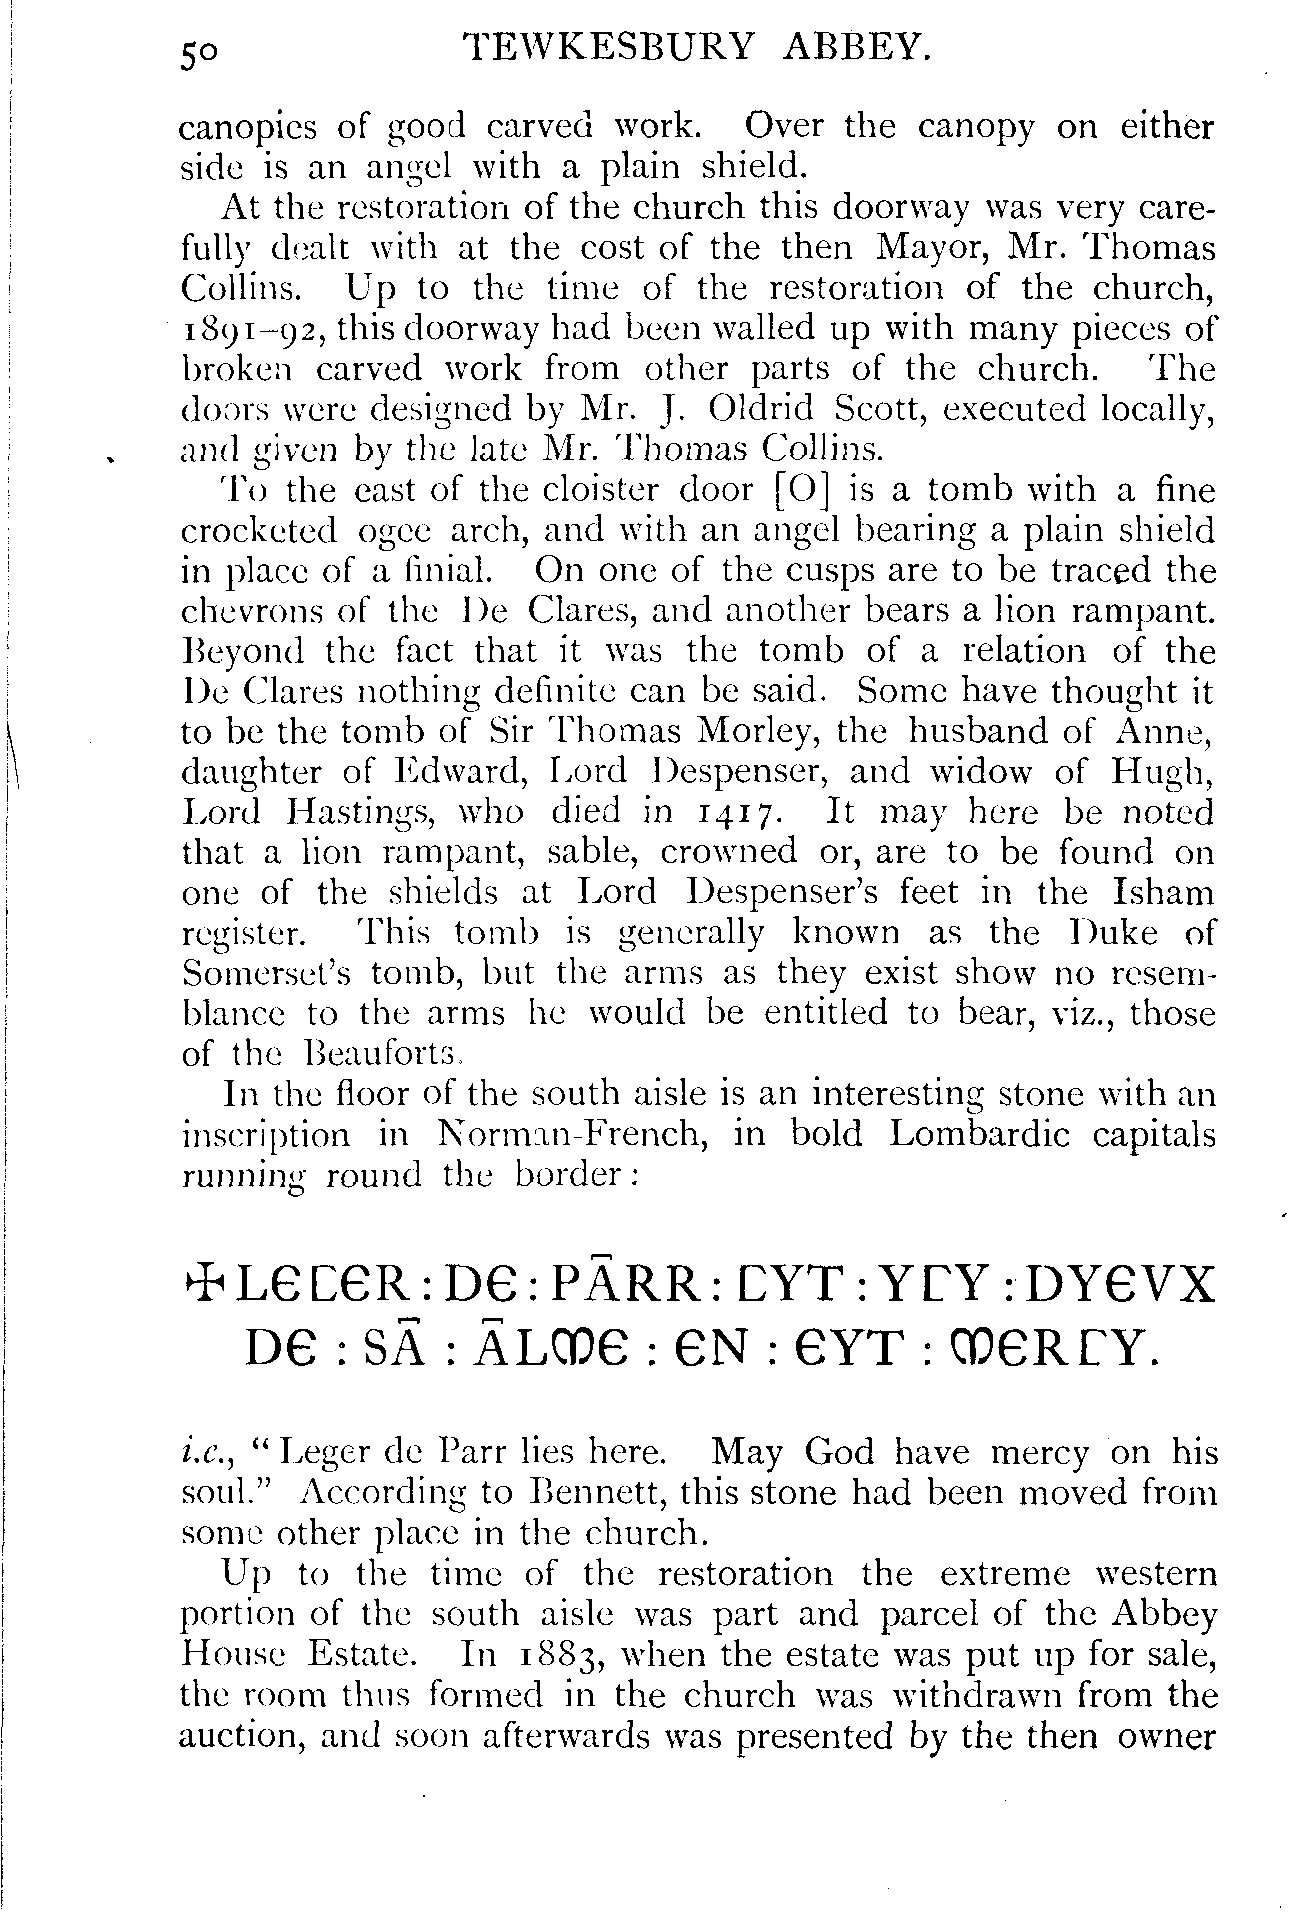 50 TEWKESBURY ABBEY.
canopies of good carved work. Over the canopy on either
side is an angel with a plain shield.
At the restoration of the church this doorway was very care-
fully dealt with at the cost of the then Mayor, Mr. Thomas
Collins. Up to the time of the restoration of the church,
1891–92, this doorway had been walled up with many pieces of
broken carved work from other parts of the church. The
doors were designed by Mr. J. Oldrid Scott, executed locally,
and given by the late Mr. Thomas Collins.
To the east of the cloister door [O] is a tomb with a fine
crocketed ogee arch, and with an angel bearing a plain shield
in place of a finial. On one of the cusps are to be traced the
chevrons of the De Clares, and another bears a lion rampant.
Beyond the fact that it was the tomb of a relation of the
De Clares nothing definite can be said. Some have thought it
to be the tomb of Sir Thomas Morley, the husband of Anne,
daughter of Edward, Lord Despenser, and widow of Hugh,
Lord Hastings, who died in 1417. It may here be noted
that a lion rampant, sable, crowned or, are to be found on
one of the shields at Lord Despenser's feet in the Isham
register. This tomb is generally known as the Duke of
Somerset's tomb, but the arms as they exist show no resem-
blance to the arms he would be entitled to bear, viz., those
of the Beauforts.
In the floor of the south aisle is an interesting stone with an
inscription in Norman-French, in bold Lombardic capitals
running round the border :
✠ LECER : DE : PĀRR : CYT : YCY : DYEVX
DE : SĀ : ĀLME : EN : EYT : MERCY.
i.e., " Leger de Parr lies here. May God have mercy on his
soul." According to Bennett, this stone had been moved from
some other place in the church.
Up to the time of the restoration the extreme western
portion of the south aisle was part and parcel of the Abbey
House Estate. In 1883, when the estate was put up for sale,
the room thus formed in the church was withdrawn from the
auction, and soon afterwards was presented by the then owner